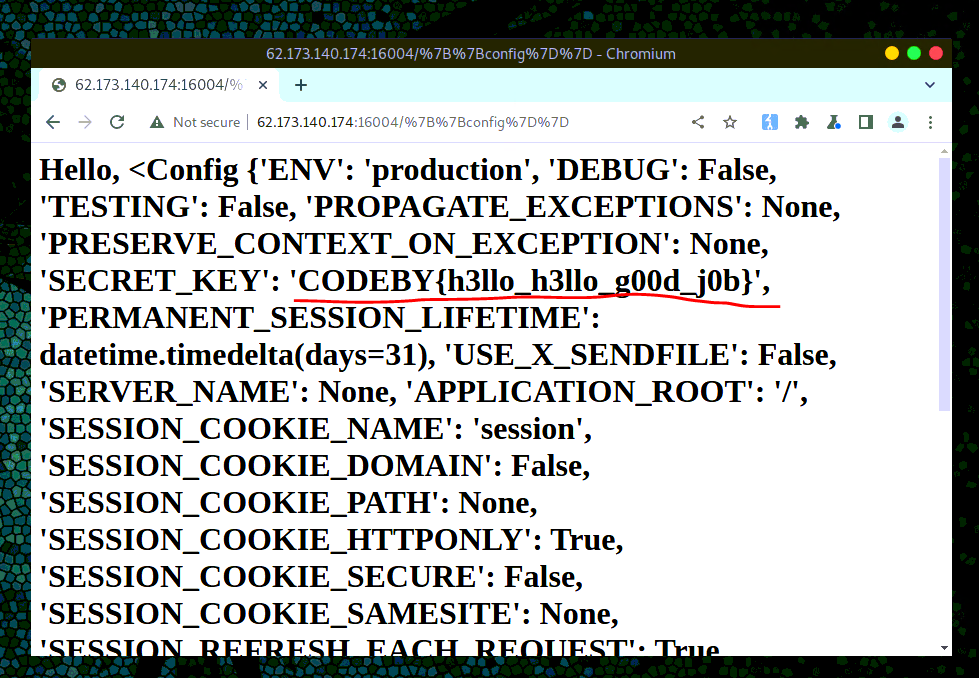 62.173.140.174:16004/%7B%7Bconfig%7D%7D - Chromium
62.173.140.174:16004/%
Not secure | 62.173.140.174:16004/%7B%7Bconfig%7D%7D
Hello, <Config {'ENV': 'production', 'DEBUG': False,
'TESTING': False, 'PROPAGATE_EXCEPTIONS': None,
'PRESERVE_CONTEXT_ON_EXCEPTION': None,
'SECRET_KEY': 'CODEBY{h3llo_h3llo_g00d_j0b}',
'PERMANENT_SESSION_LIFETIME':
datetime.timedelta(days=31), 'USE_X_SENDFILE': False,
'SERVER_NAME': None, 'APPLICATION_ROOT': '/',
'SESSION_COOKIE_NAME': 'session',
'SESSION_COOKIE_DOMAIN': False,
'SESSION_COOKIE_PATH': None,
'SESSION_COOKIE_HTTPONLY': True,
'SESSION_COOKIE_SECURE': False,
'SESSION_COOKIE_SAMESITE': None,
'SESSION_REFRESH_EACH_REQUEST': True